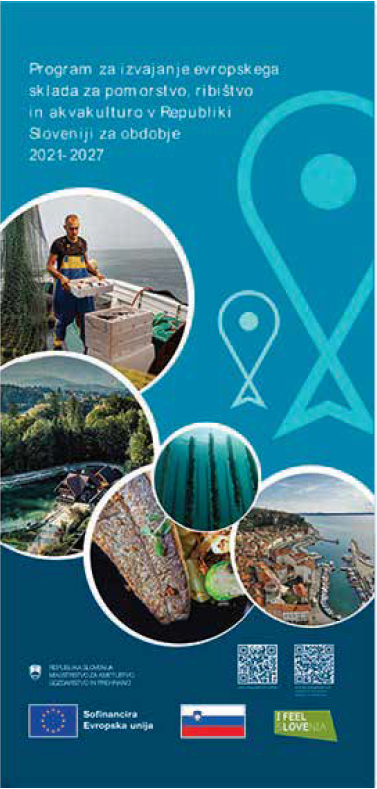 Program za izvajanje evropskega
sklada za pomorstvo, ribištvo
in akvakulturo v Republiki
Sloveniji za obdobje
2021-2027
REPUBLIKA SLOVENIJA
MINISTRSTVO ZA KMETIJSTVO
GOZDARSTVO IN PREHRANO
Sofinancira
Evropska unija
I FEEL
SLOVENIA